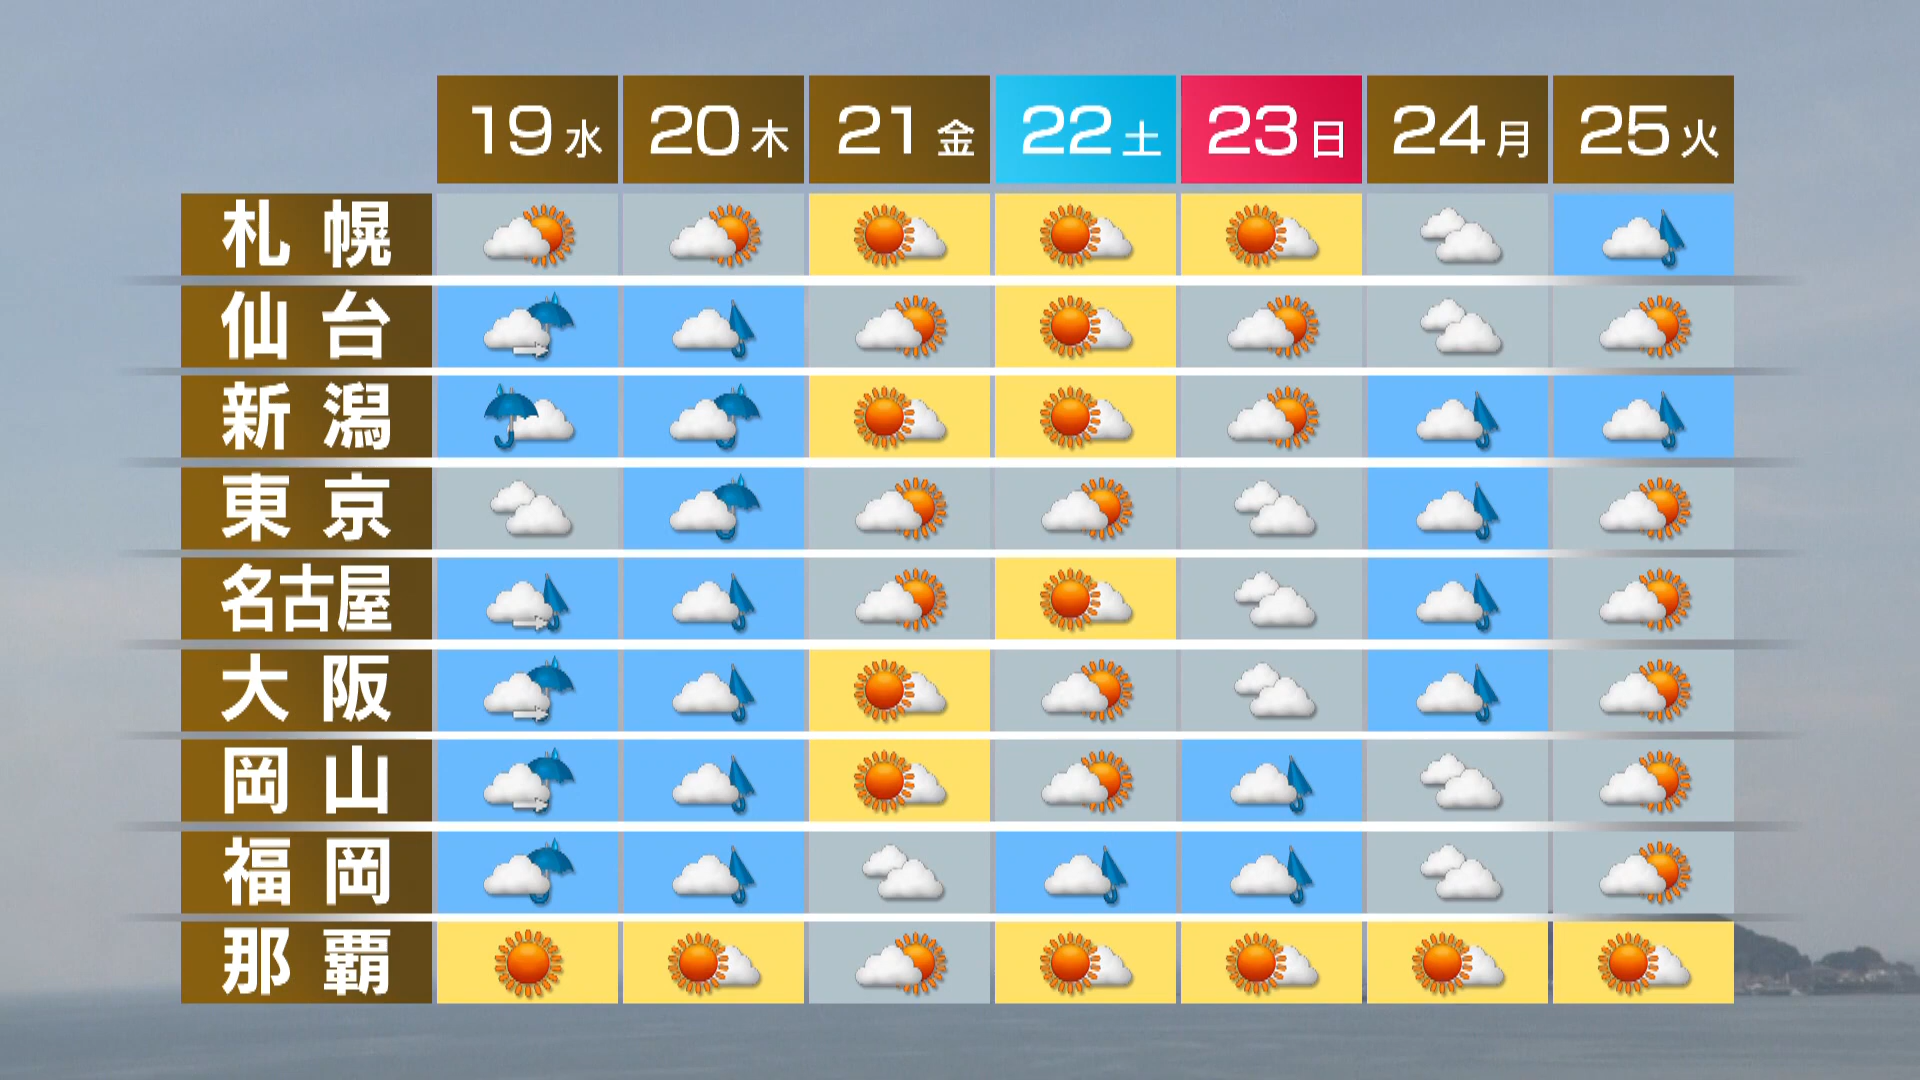 19水 20木 21金 22土 23日 24月 25火
札幌
仙台
新潟
東京
名古屋
大阪
岡山
福岡
那覇